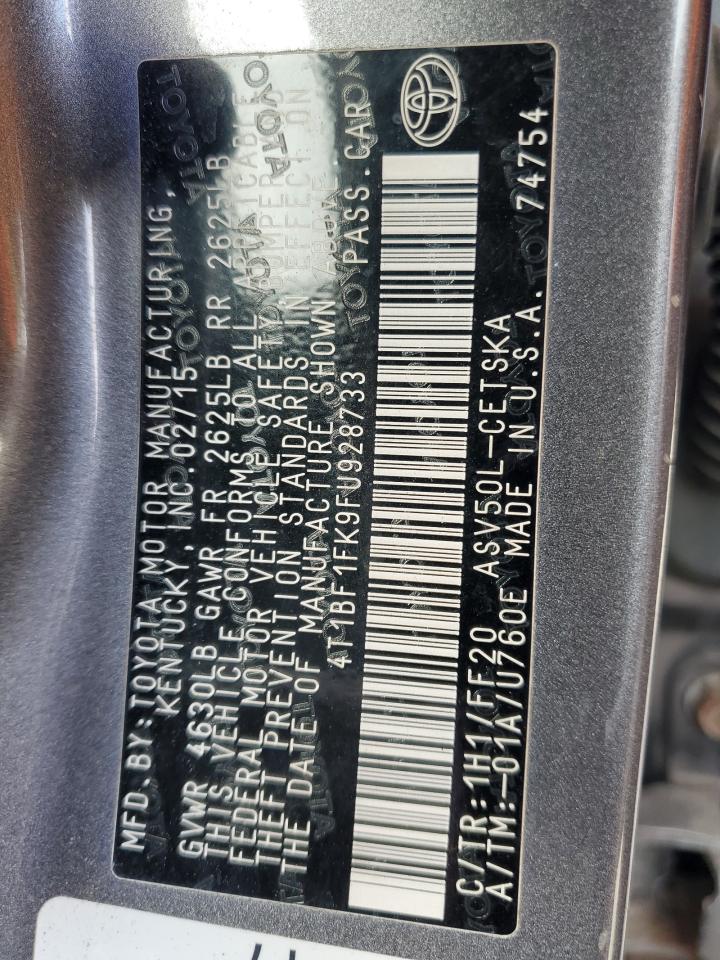 MFD.BY:TOYOTA MOTOR MANUFACTURING,
KENTUCKY, INC. 02/15
GVWR 4630LB GAWR FR 2625LB RR 2625LB
THIS VEHICLE CONFORMS TO ALL APPLICABLE
FEDERAL MOTOR VEHICLE SAFETY, BUMPER, AND
THEFT PREVENTION STANDARDS IN EFFECT ON
THE DATE OF MANUFACTURE SHOWN ABOVE.
4T1BF1FK9FU928733 PASS.CAR
C/TR:1H1/FF20 ASV50L-CETSKA
A/TM:-01A/U760E MADE IN U.S.A. 74754